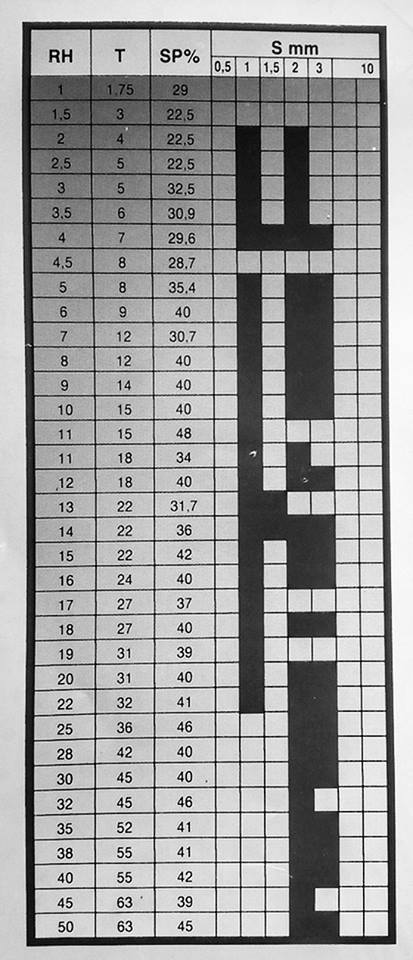 RH T SP% S mm
0,5 1 1,5 2 3 10
1 1,75 29
1,5 3 22,5
2 4 22,5
2,5 5 22,5
3 5 32,5
3,5 6 30,9
4 7 29,6
4,5 8 28,7
5 8 35,4
6 9 40
7 12 30,7
8 12 40
9 14 40
10 15 40
11 15 48
11 18 34
12 18 40
13 22 31,7
14 22 36
15 22 42
16 24 40
17 27 37
18 27 40
19 31 39
20 31 40
22 32 41
25 36 46
28 42 40
30 45 40
32 45 46
35 52 41
38 55 41
40 55 42
45 63 39
50 63 45